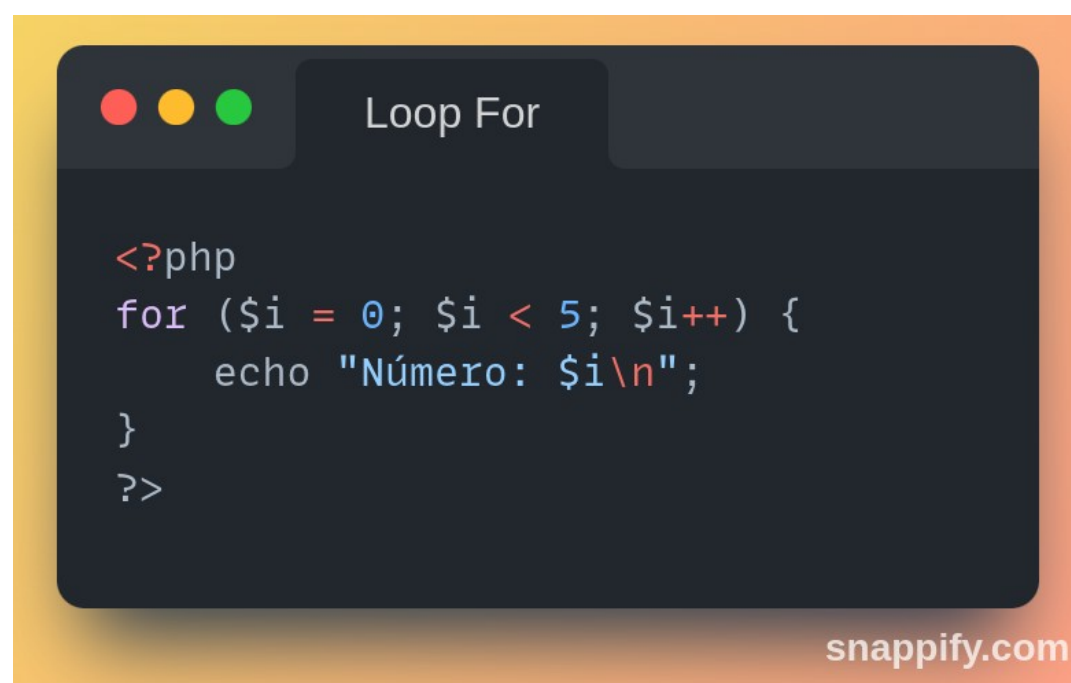 Loop For
<?php
for ($i = 0; $i < 5; $i++) {
    echo "Número: $i\n";
}
?>
snappify.com